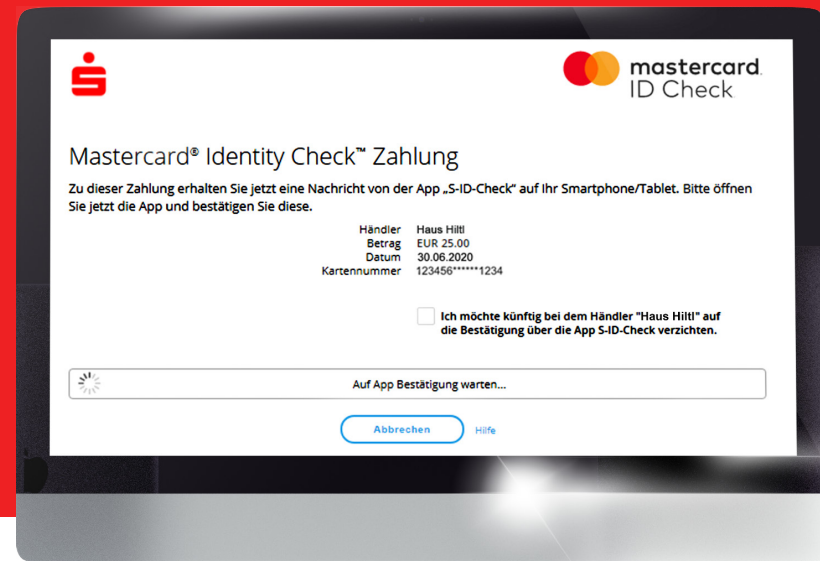 mastercard.
ID Check
Mastercard® Identity Check™ Zahlung
Zu dieser Zahlung erhalten Sie jetzt eine Nachricht von der App „S-ID-Check“ auf Ihr Smartphone/Tablet. Bitte öffnen
Sie jetzt die App und bestätigen Sie diese.
Händler Haus Hiltl
Betrag EUR 25.00
Datum 30.06.2020
Kartennummer 123456******1234
Ich möchte künftig bei dem Händler "Haus Hiltl" auf
die Bestätigung über die App S-ID-Check verzichten.
Auf App Bestätigung warten...
Abbrechen Hilfe